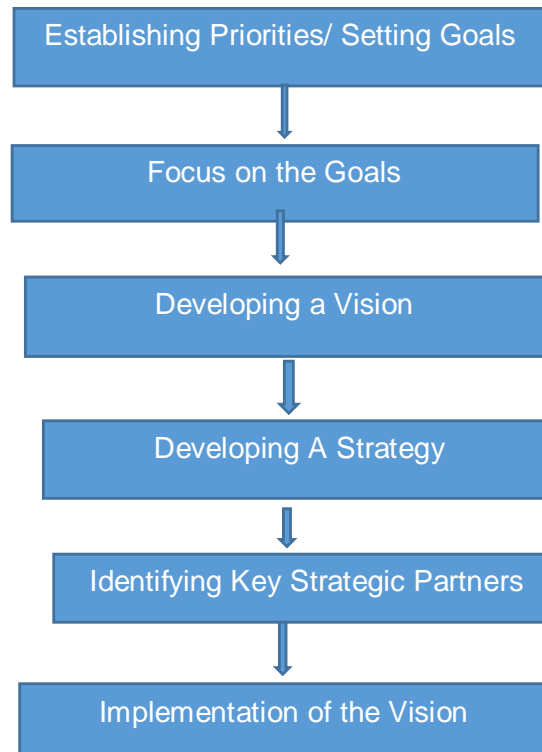 Establishing Priorities/ Setting Goals
Focus on the Goals
Developing a Vision
Developing A Strategy
Identifying Key Strategic Partners
Implementation of the Vision